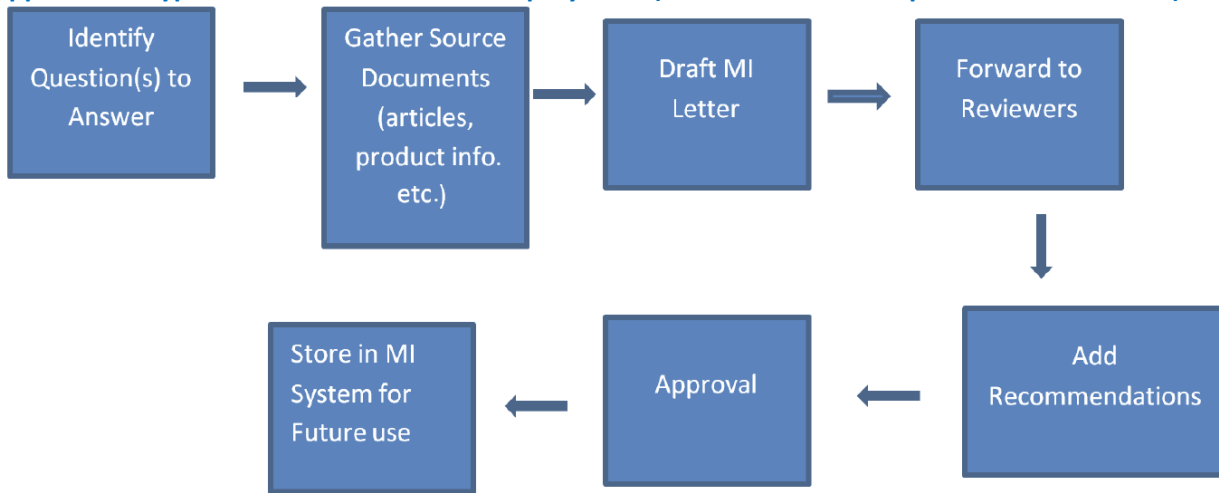 Identify
Question(s) to
Answer
Gather Source
Documents
(articles,
product info.
etc.)
Draft MI
Letter
Forward to
Reviewers
Add
Recommendations
Approval
Store in MI
System for
Future use